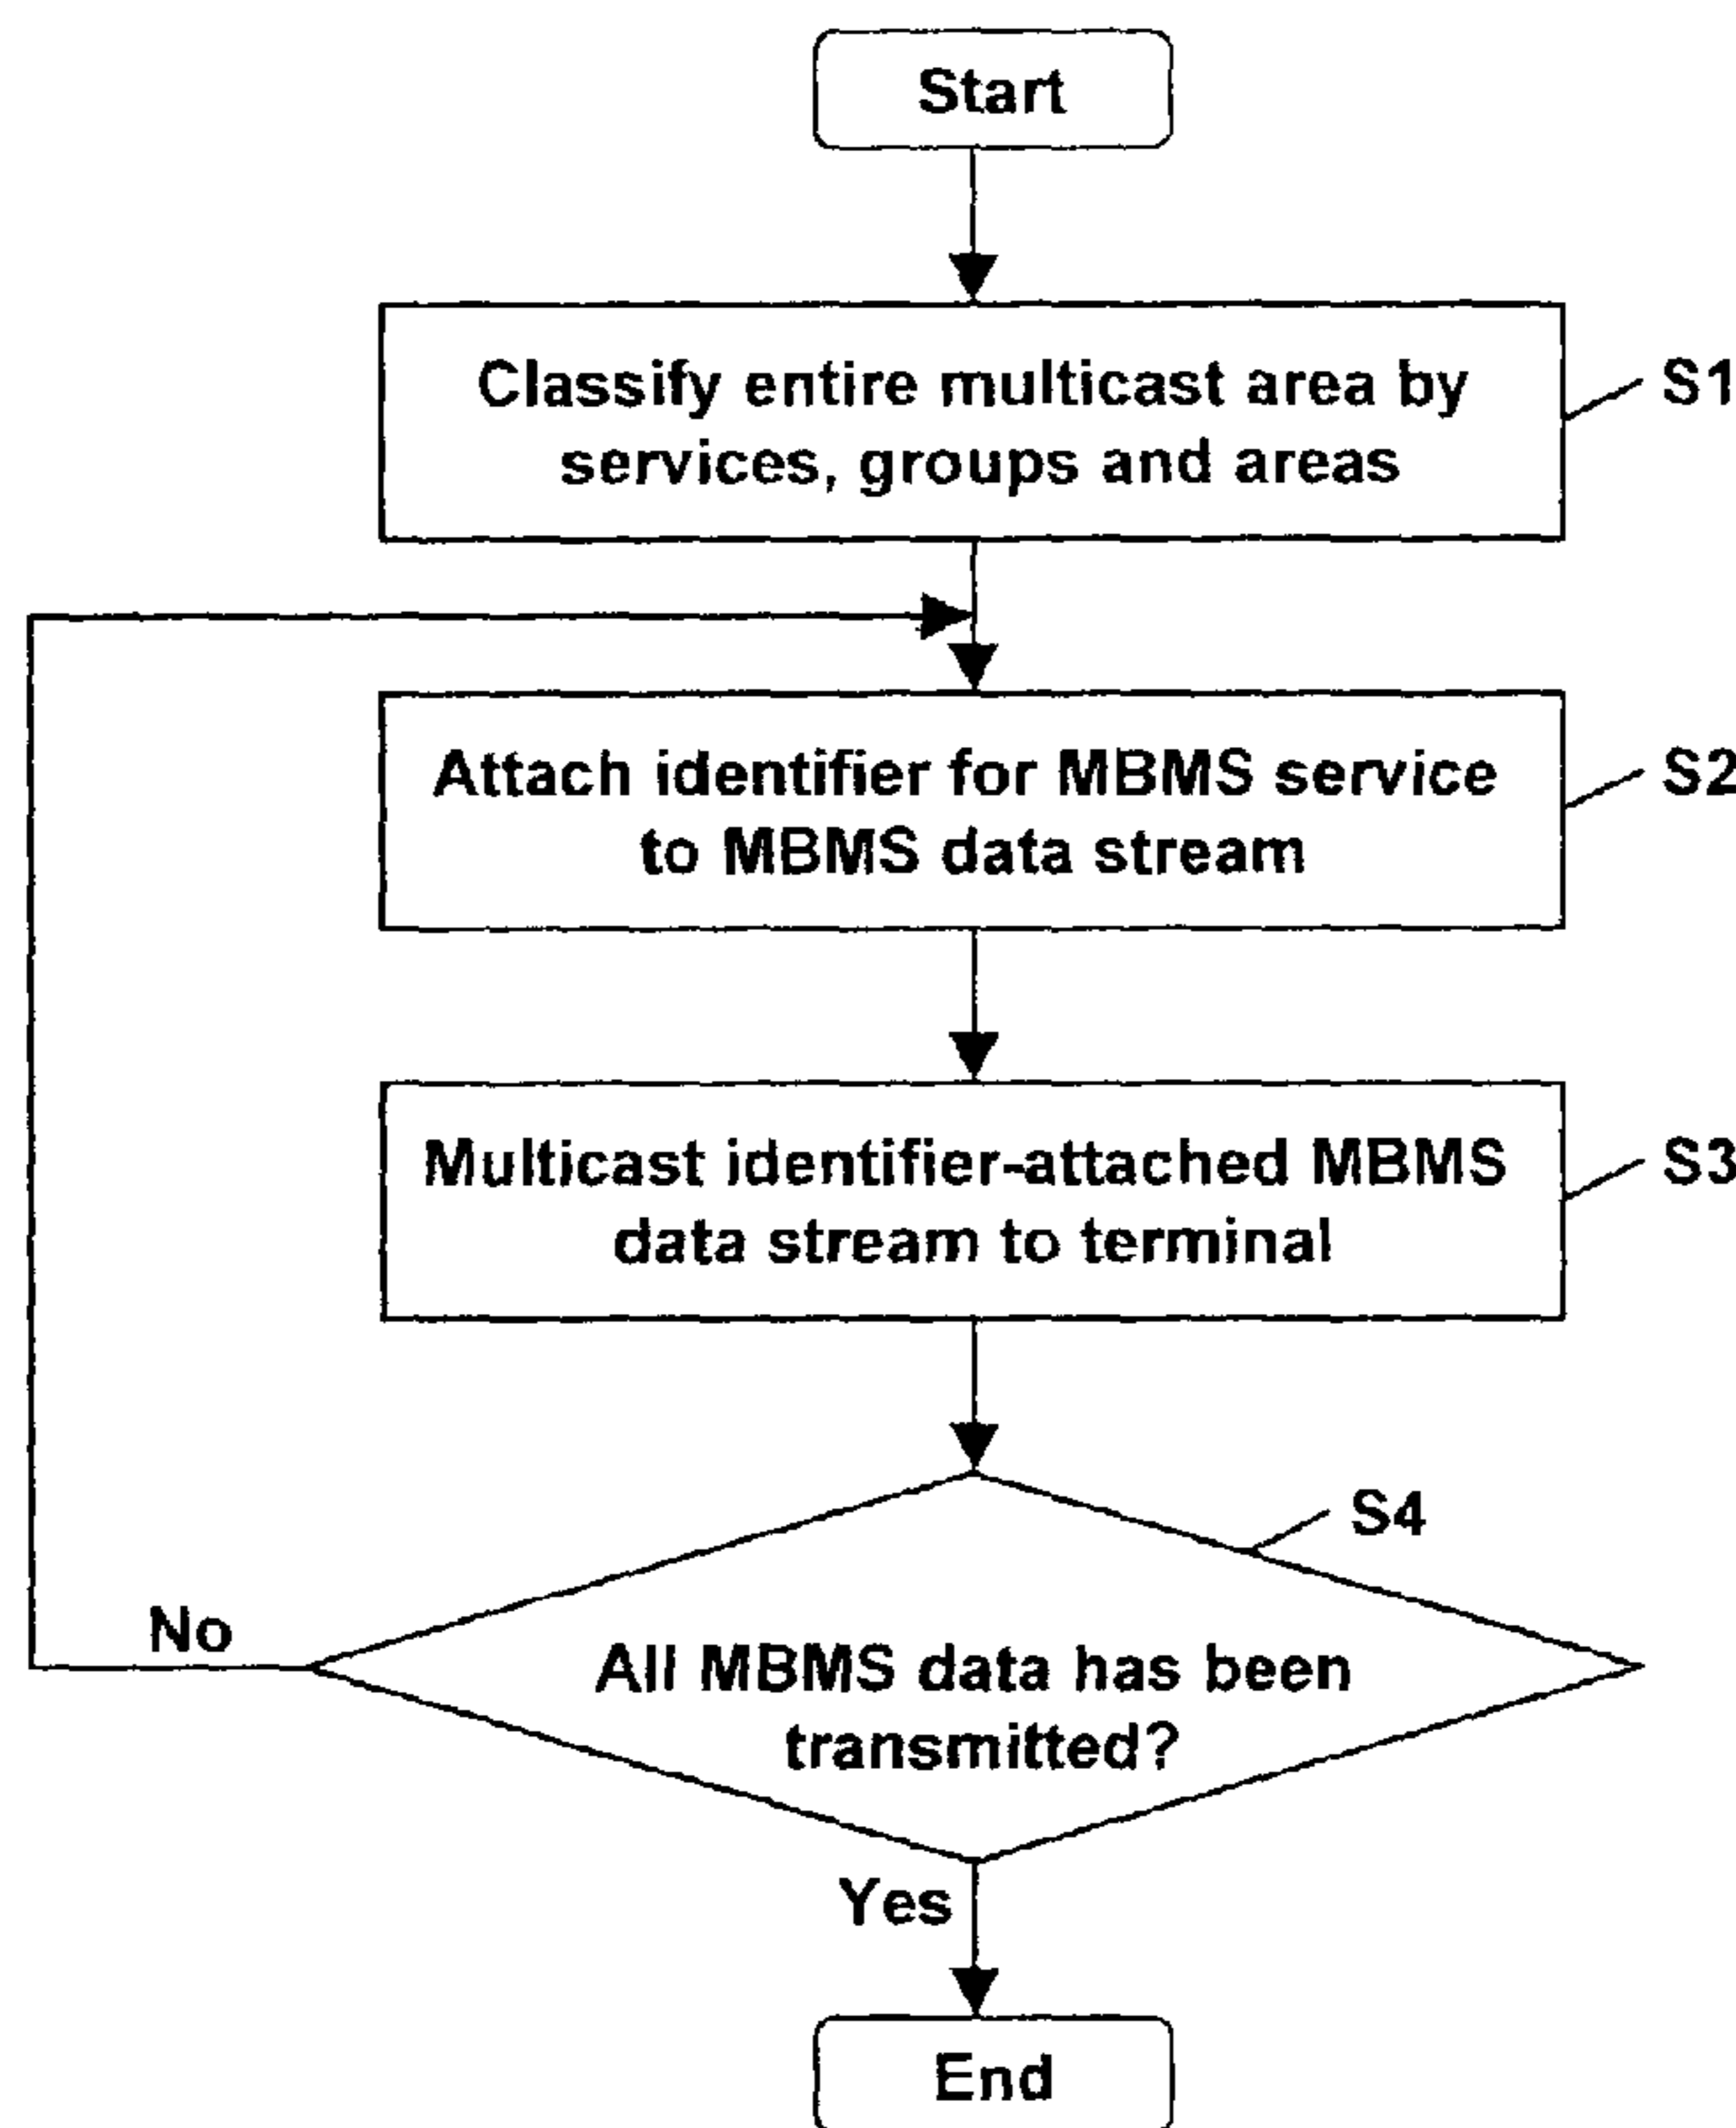 Start
Classify entire multicast area by
services, groups and areas
S1
Attach identifier for MBMS service
to MBMS data stream
S2
Multicast identifier-attached MBMS
data stream to terminal
S3
S4
No
All MBMS data has been
transmitted?
Yes
End